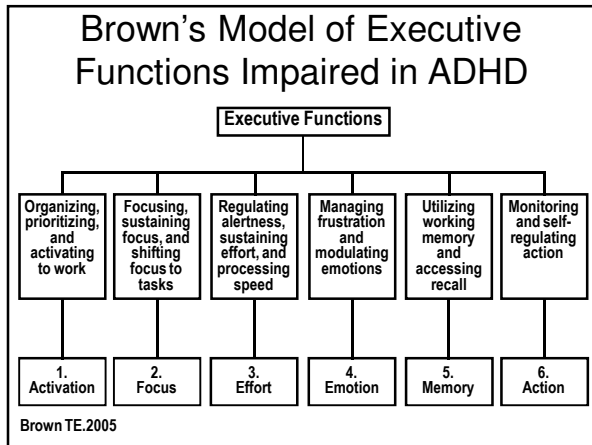 Brown's Model of Executive
Functions Impaired in ADHD
Executive Functions
Organizing,
prioritizing,
and
activating
to work
Focusing,
sustaining
focus, and
shifting
focus to
tasks
Regulating
alertness,
sustaining
effort, and
processing
speed
Managing
frustration
and
modulating
emotions
Utilizing
working
memory
and
accessing
recall
Monitoring
and self-
regulating
action
1.
Activation
2.
Focus
3.
Effort
4.
Emotion
5.
Memory
6.
Action
Brown TE.2005